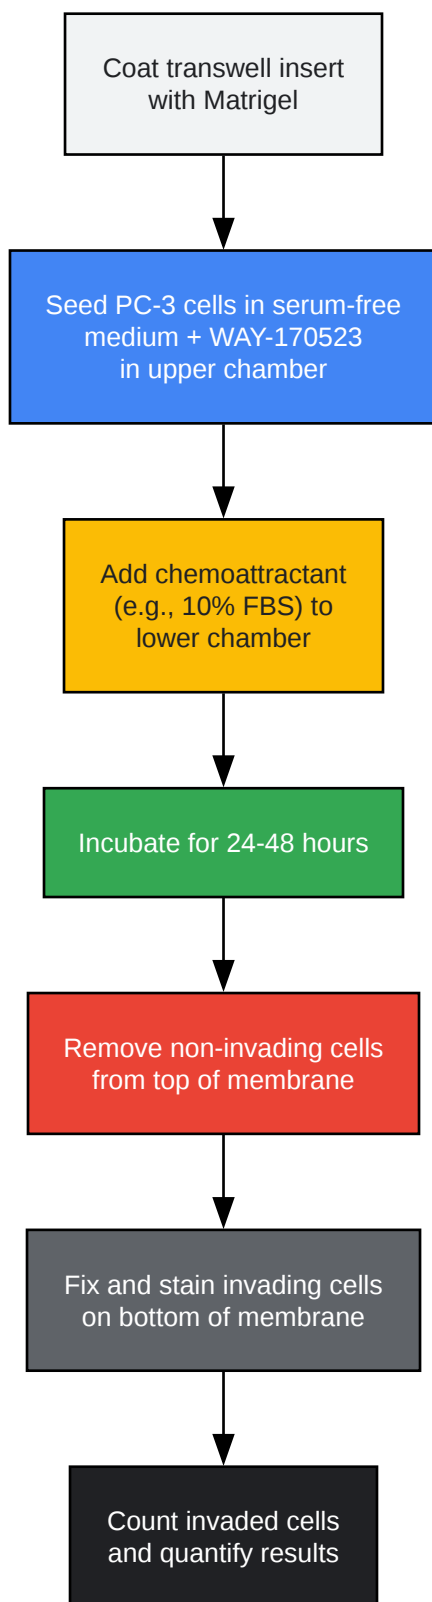 Coat transwell insert
with Matrigel
Seed PC-3 cells in serum-free
medium + WAY-170523
in upper chamber
Add chemoattractant
(e.g., 10% FBS) to
lower chamber
Incubate for 24-48 hours
Remove non-invading cells
from top of membrane
Fix and stain invading cells
on bottom of membrane
Count invaded cells
and quantify results